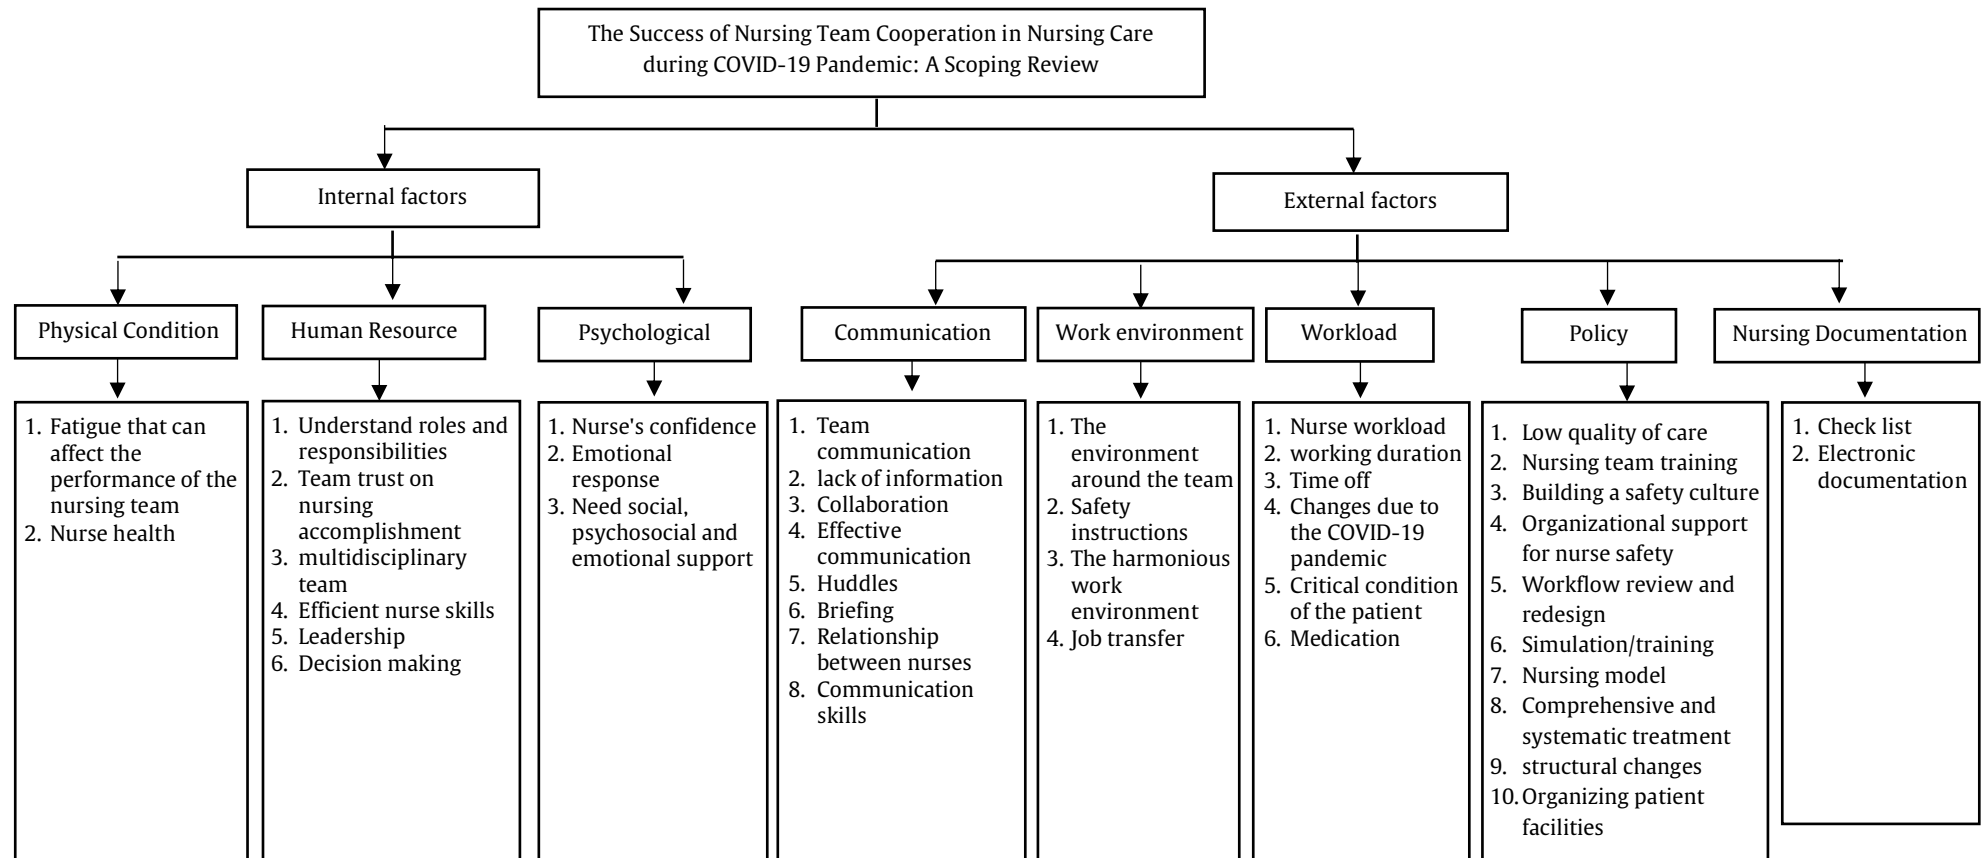 The Success of Nursing Team Cooperation in Nursing Care
during COVID-19 Pandemic: A Scoping Review
Internal factors
External factors
Physical Condition
Human Resource
Psychological
Communication
Work environment
Workload
Policy
Nursing Documentation
1. Fatigue that can
affect the
performance of the
nursing team
2. Nurse health
1. Understand roles and
responsibilities
2. Team trust on
nursing
accomplishment
3. multidisciplinary
team
4. Efficient nurse skills
5. Leadership
6. Decision making
1. Nurse's confidence
2. Emotional
response
3. Need social,
psychosocial and
emotional support
1. Team
communication
2. lack of information
3. Collaboration
4. Effective
communication
5. Huddles
6. Briefing
7. Relationship
between nurses
8. Communication
skills
1. The
environment
around the team
2. Safety
instructions
3. The harmonious
work
environment
4. Job transfer
1. Nurse workload
2. working duration
3. Time off
4. Changes due to
the COVID-19
pandemic
5. Critical condition
of the patient
6. Medication
1. Low quality of care
2. Nursing team training
3. Building a safety culture
4. Organizational support
for nurse safety
5. Workflow review and
redesign
6. Simulation/training
7. Nursing model
8. Comprehensive and
systematic treatment
9. structural changes
10. Organizing patient
facilities
1. Check list
2. Electronic
documentation